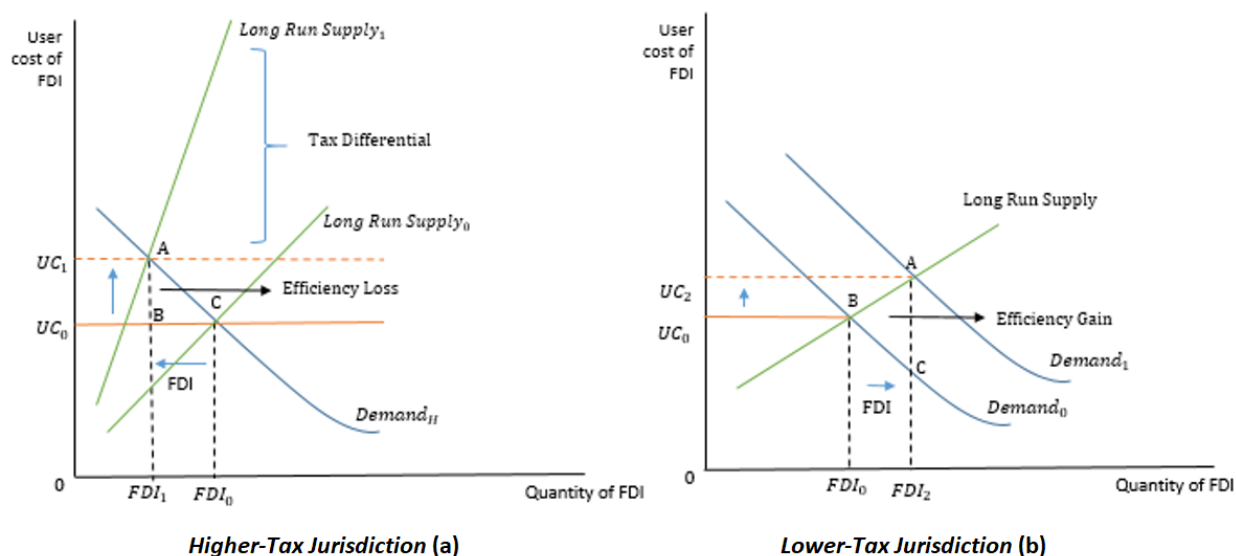 User
cost of
FDI
Long Run Supply₁
Tax Differential
Long Run Supply₀
UC₁
A
Efficiency Loss
C
B
UC₀
FDI
Demand_H
0
FDI₁
FDI₀
Quantity of FDI
Higher-Tax Jurisdiction (a)
User
cost of
FDI
Long Run Supply
A
UC₂
B
UC₀
Efficiency Gain
Demand₁
C
FDI
Demand₀
0
FDI₀
FDI₂
Quantity of FDI
Lower-Tax Jurisdiction (b)